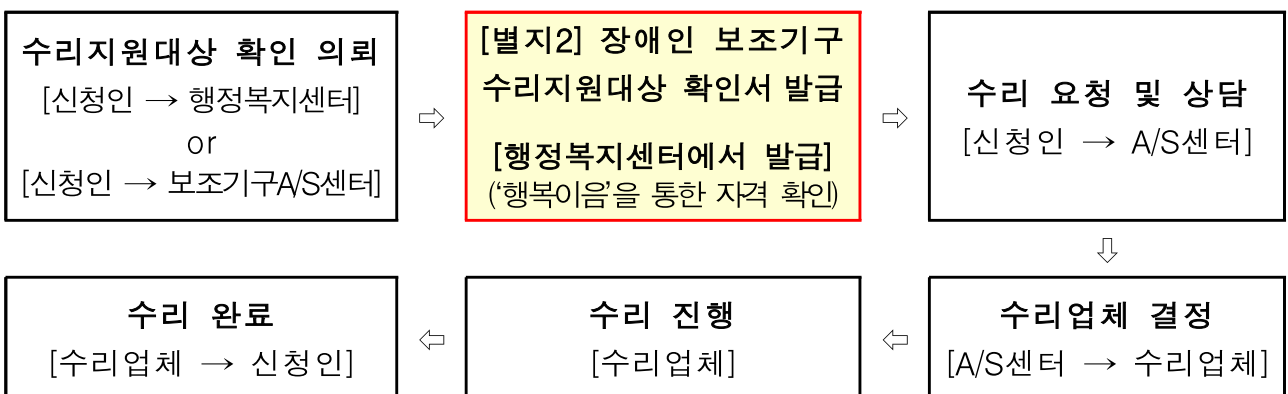 수리지원대상 확인 의뢰
[신청인 → 행정복지센터]
or
[신청인 → 보조기구A/S센터]
⇨
[별지2] 장애인 보조기구
수리지원대상 확인서 발급
[행정복지센터에서 발급]
(‘행복이음’을 통한 자격 확인)
⇨
수리 요청 및 상담
[신청인 → A/S센터]
⇩
수리업체 결정
[A/S센터 → 수리업체]
⇦
수리 진행
[수리업체]
⇦
수리 완료
[수리업체 → 신청인]